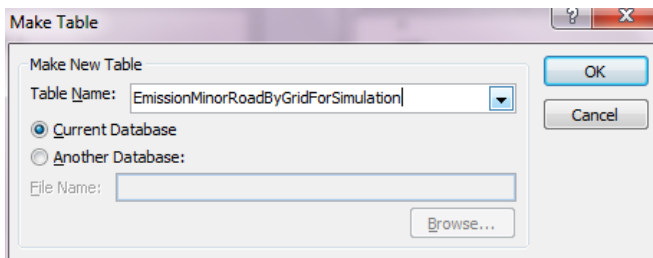 Make Table
Make New Table
Table Name: EmissionMinorRoadByGridForSimulation
Current Database
Another Database:
File Name:
Browse...
OK
Cancel